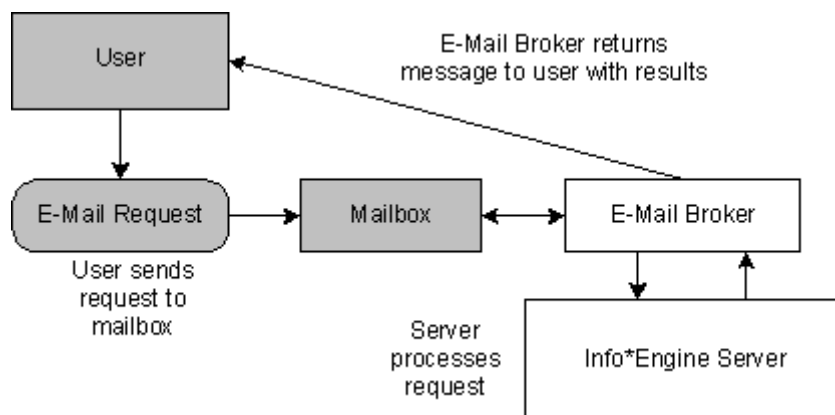 User
E-Mail Broker returns
message to user with results
E-Mail Request
Mailbox
E-Mail Broker
User sends
request to
mailbox
Server
processes
request
Info*Engine Server